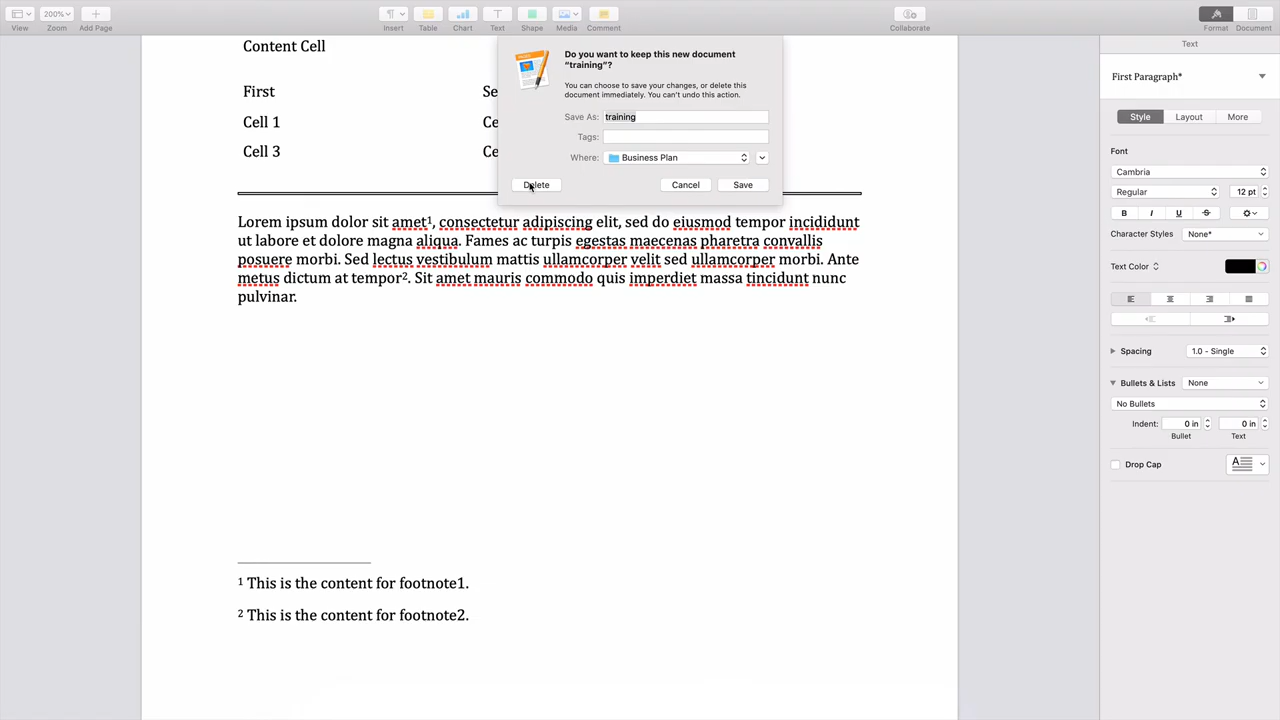 View
200%
Zoom
Add Page
Insert
Table
Chart
Text
Shape
Media
Comment
Collaborate
Format
Document
Content Cell
First Se
Cell 1 Ce
Cell 3 Ce
Do you want to keep this new document
“training”?
You can choose to save your changes, or delete this
document immediately. You can’t undo this action.
Save As: training
Tags:
Where: Business Plan
Delete Cancel Save
Lorem ipsum dolor sit amet¹, consectetur adipiscing elit, sed do eiusmod tempor incididunt
ut labore et dolore magna aliqua. Fames ac turpis egestas maecenas pharetra convallis
posuere morbi. Sed lectus vestibulum mattis ullamcorper velit sed ullamcorper morbi. Ante
metus dictum at tempor². Sit amet mauris commodo quis imperdiet massa tincidunt nunc
pulvinar.
¹ This is the content for footnote1.
² This is the content for footnote2.
Text
First Paragraph*
Style Layout More
Font
Cambria
Regular 12 pt
B I U S
Character Styles None*
Text Color
Spacing 1.0 - Single
Bullets & Lists None
No Bullets
Indent: 0 in 0 in
Bullet Text
Drop Cap A